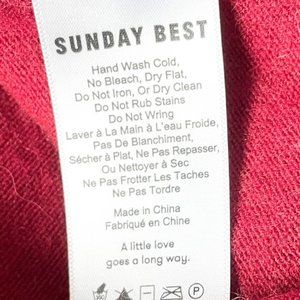 SUNDAY BEST
Hand Wash Cold,
No Bleach, Dry Flat,
Do Not Iron, Or Dry Clean
Do Not Rub Stains
Do Not Wring
Laver à La Main à L'eau Froide,
Pas De Blanchiment,
Sécher à Plat, Ne Pas Repasser,
Ou Nettoyer à Sec
Ne Pas Frotter Les Taches
Ne Pas Tordre
Made in China
Fabriqué en Chine
A little love
goes a long way.
P